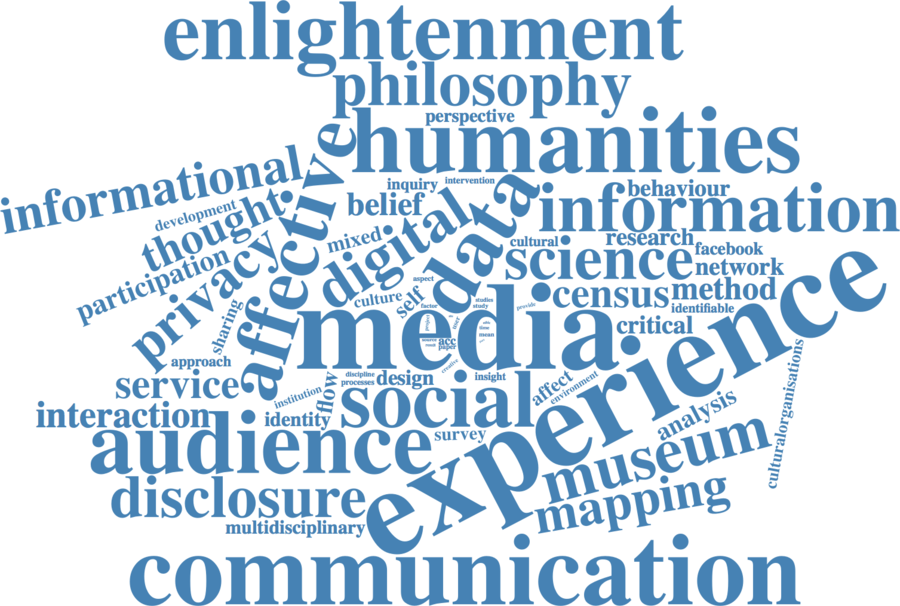 enlightenment
philosophy
perspective
humanities
informational
affective
inquiry
intervention
data
behaviour
development
thought
belief
digital
information
mixed
cultural
research
facebook
participation
privacy
science
network
culture
aspect
self
census
method
sharing
factor
studies
study
provide
identifiable
media
experience
critical
project
user
time
mean
source
acc
paper
approach
creative
service
discipline
processes
design
insight
affect
environment
culturalorganisations
institution
flow
social
interaction
identity
analysis
audience
survey
museum
disclosure
mapping
multidisciplinary
communication